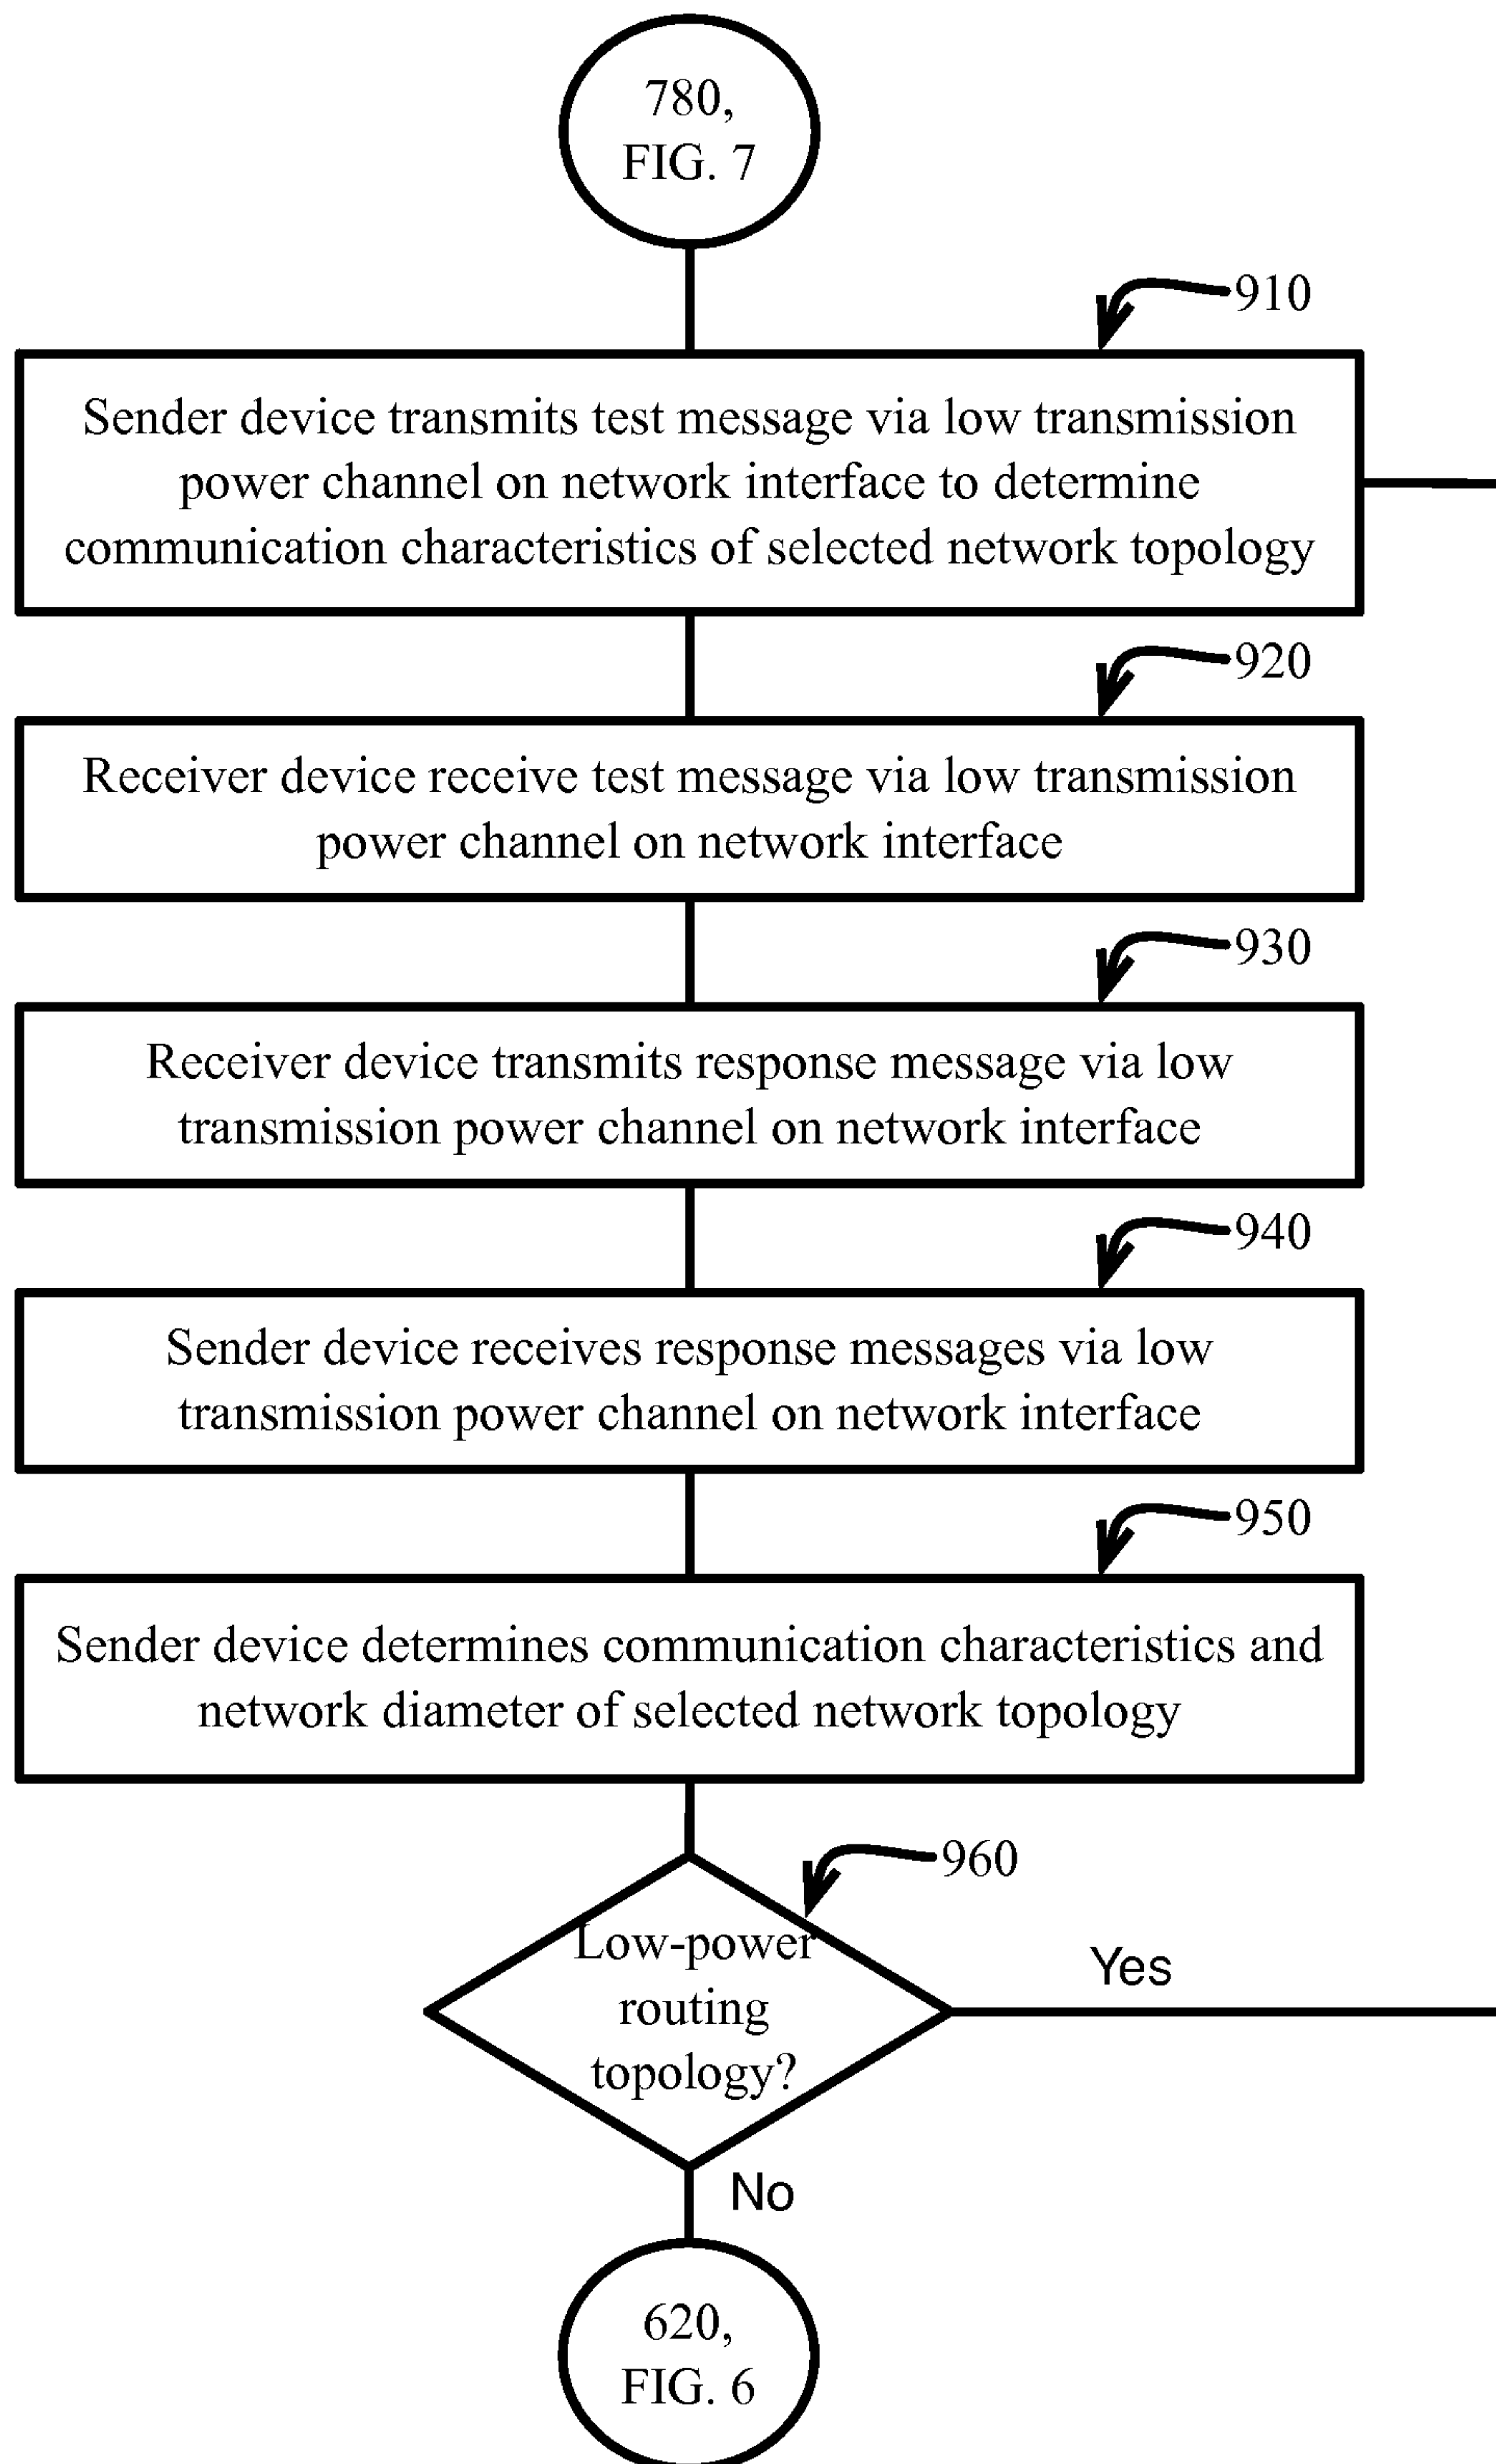 780,
FIG. 7
910
Sender device transmits test message via low transmission
power channel on network interface to determine
communication characteristics of selected network topology
920
Receiver device receive test message via low transmission
power channel on network interface
930
Receiver device transmits response message via low
transmission power channel on network interface
940
Sender device receives response messages via low
transmission power channel on network interface
950
Sender device determines communication characteristics and
network diameter of selected network topology
960
Low-power
routing
topology?
Yes
No
620,
FIG. 6